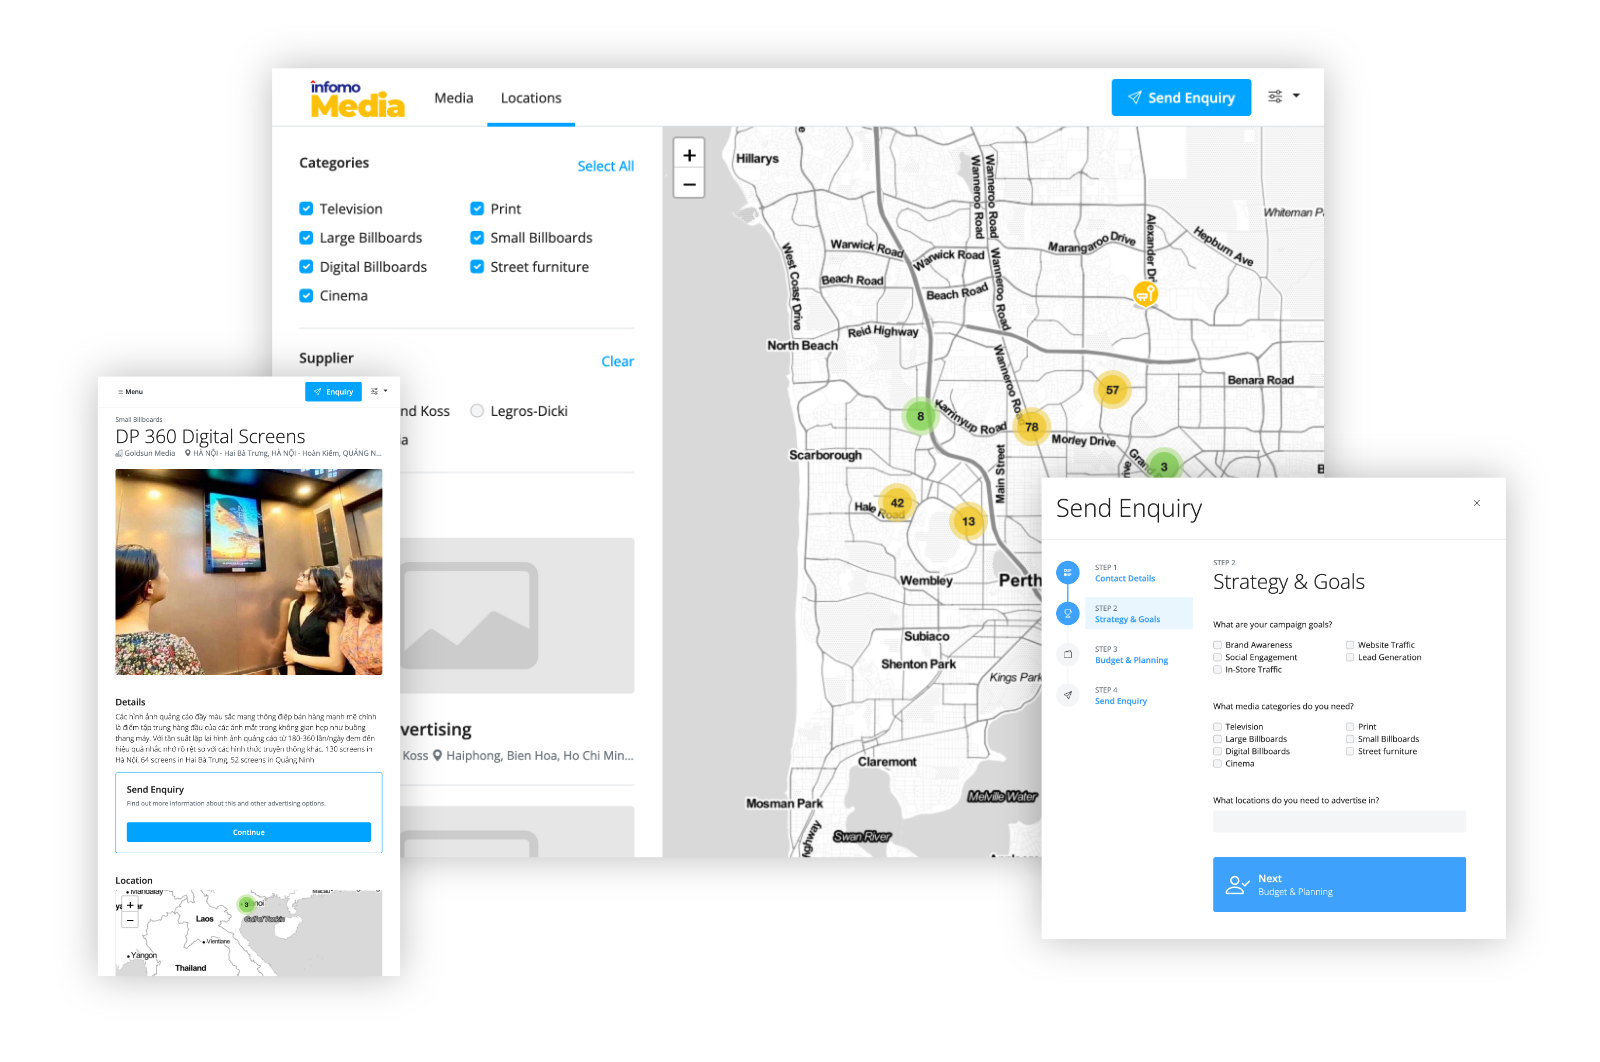 infomo
Media
Media
Locations
Send Enquiry
Categories
Select All
Television
Print
Large Billboards
Small Billboards
Digital Billboards
Street furniture
Cinema
Supplier
Clear
nd Koss
Legros-Dicki
a
vertising
Koss
Haiphong, Bien Hoa, Ho Chi Min...
+
−
Hillarys
Wanneroo Road
Wanneroo Road
Whiteman P
Alexander Dr
Hepburn Ave
Marangaroo Drive
Warwick Road
Warwick Road
West Coast Drive
Beach Road
Beach Road
Wanneroo Road
Reid Highway
North Beach
Wanneroo Roa
Benara Road
57
8
Karrinyup Road
78
Morley Drive
Scarborough
Main Street
Grand
3
B
42
Hale Road
13
Wembley
Perth
Subiaco
Shenton Park
Kings Park
Claremont
Melville Water
Mosman Park
Swan River
ghway
Menu
Enquiry
Small Billboards
DP 360 Digital Screens
Goldsun Media
HÀ NỘI - Hai Bà Trưng, HÀ NỘI - Hoàn Kiếm, QUẢNG N...
Details
Các hình ảnh quảng cáo đầy màu sắc mang thông điệp bán hàng mạnh mẽ chính
là điểm tập trung hàng đầu của các ánh mắt trong không gian hẹp như buồng
thang máy. Với tần suất lặp lại hình ảnh quảng cáo từ 180-360 lần/ngày đem đến
hiệu quả nhắc nhớ rõ rệt so với các hình thức truyền thông khác. 130 screens in
Hà Nội, 64 screens in Hai Bà Trưng, 52 screens in Quảng Ninh
Send Enquiry
Find out more information about this and other advertising options.
Continue
Location
+
−
Mandalay
3
noi
Gulf of Tonkin
Laos
Vientiane
Yangon
Thailand
Send Enquiry
×
STEP 1
Contact Details
STEP 2
Strategy & Goals
STEP 3
Budget & Planning
STEP 4
Send Enquiry
STEP 2
Strategy & Goals
What are your campaign goals?
Brand Awareness
Website Traffic
Social Engagement
Lead Generation
In-Store Traffic
What media categories do you need?
Television
Print
Large Billboards
Small Billboards
Digital Billboards
Street furniture
Cinema
What locations do you need to advertise in?
Next
Budget & Planning